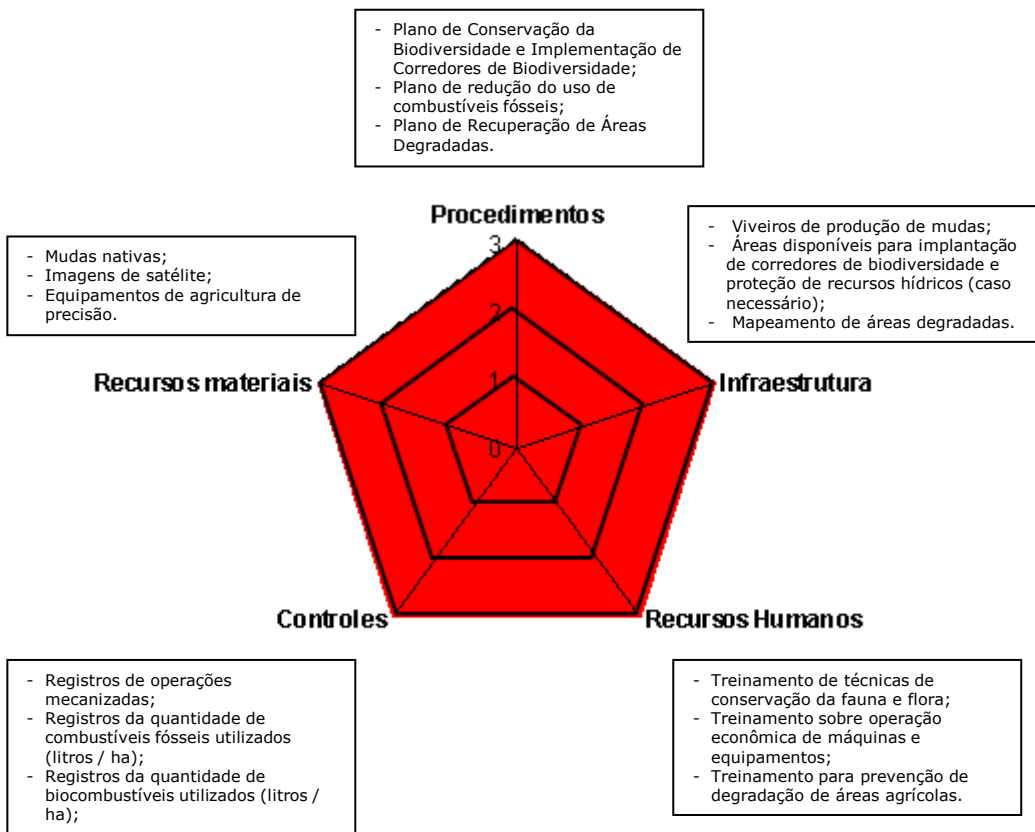 - Plano de Conservação da
Biodiversidade e Implementação de
Corredores de Biodiversidade;
- Plano de redução do uso de
combustíveis fósseis;
- Plano de Recuperação de Áreas
Degradadas.
Procedimentos
- Mudas nativas;
- Imagens de satélite;
- Equipamentos de agricultura de
precisão.
- Viveiros de produção de mudas;
- Áreas disponíveis para implantação
de corredores de biodiversidade e
proteção de recursos hídricos (caso
necessário);
- Mapeamento de áreas degradadas.
3
2
1
0
Recursos materiais
Infraestrutura
Controles
Recursos Humanos
- Registros de operações
mecanizadas;
- Registros da quantidade de
combustíveis fósseis utilizados
(litros / ha);
- Registros da quantidade de
biocombustíveis utilizados (litros /
ha);
- Treinamento de técnicas de
conservação da fauna e flora;
- Treinamento sobre operação
econômica de máquinas e
equipamentos;
- Treinamento para prevenção de
degradação de áreas agrícolas.